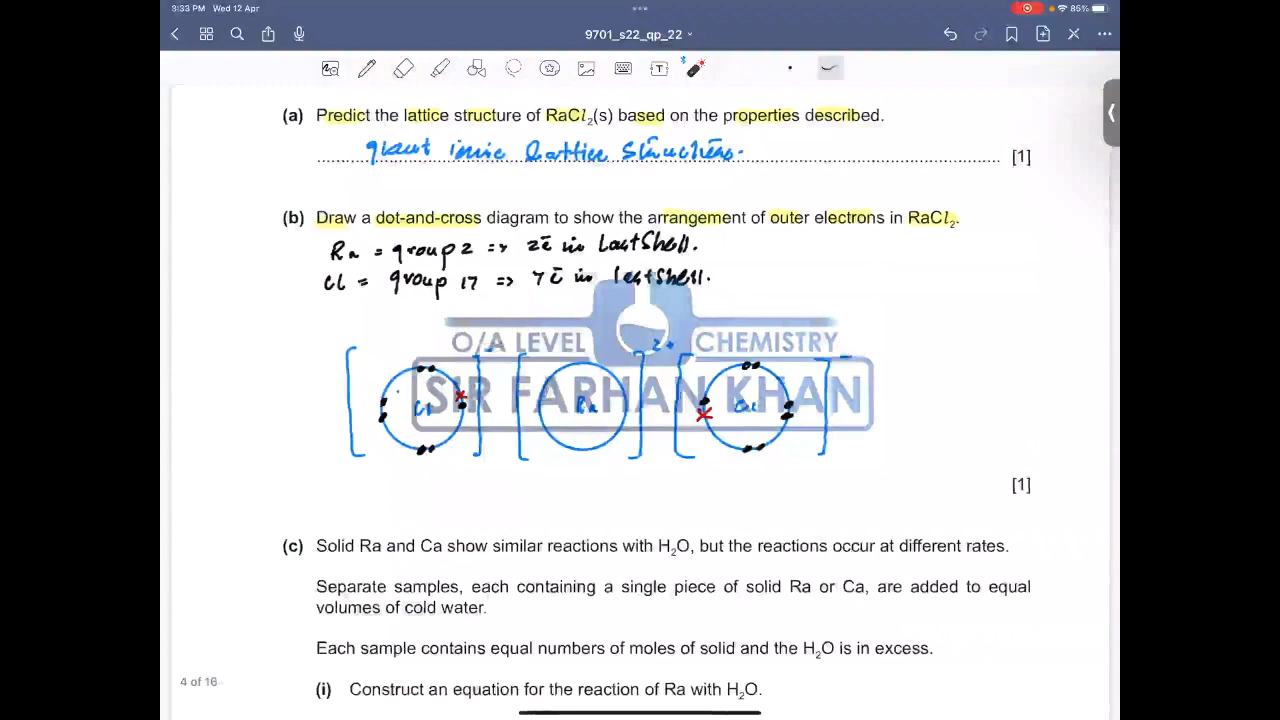 3:33 PM Wed 12 Apr
85%
9701_s22_qp_22
(a) Predict the lattice structure of RaCl₂(s) based on the properties described.
giant ionic lattice structure.
[1]
(b) Draw a dot-and-cross diagram to show the arrangement of outer electrons in RaCl₂.
Ra = group 2 => 2ē in last shell.
Cl = group 17 => 7ē in last shell.
O/A LEVEL CHEMISTRY
SIR FARHAN KHAN
[Cl]⁻ [Ra]²⁺ [Cl]⁻
[1]
(c) Solid Ra and Ca show similar reactions with H₂O, but the reactions occur at different rates.
Separate samples, each containing a single piece of solid Ra or Ca, are added to equal
volumes of cold water.
Each sample contains equal numbers of moles of solid and the H₂O is in excess.
4 of 16
(i) Construct an equation for the reaction of Ra with H₂O.